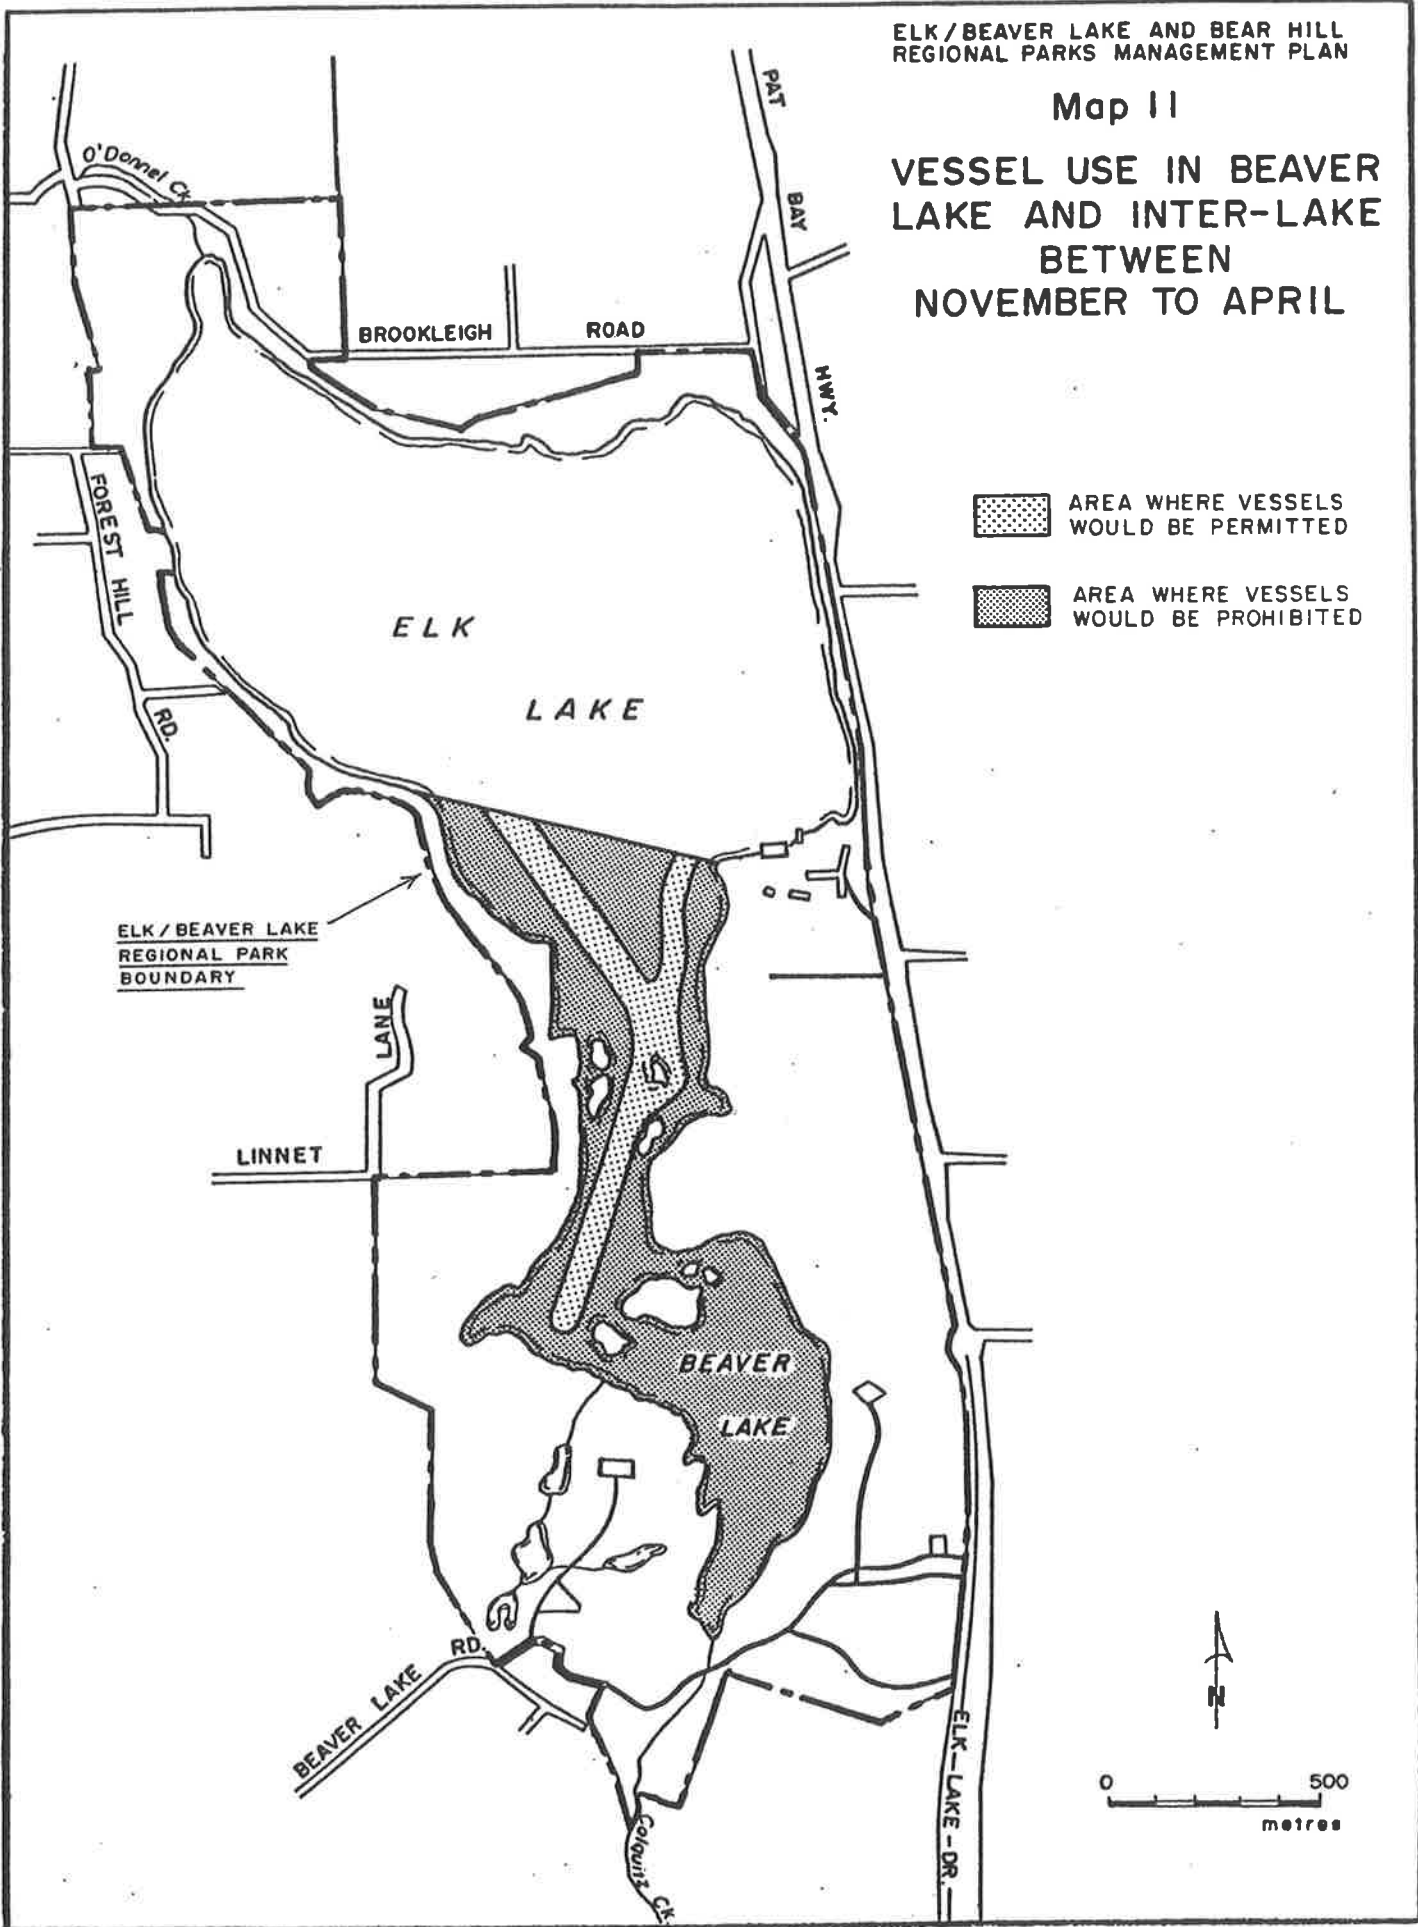 ELK/BEAVER LAKE AND BEAR HILL
REGIONAL PARKS MANAGEMENT PLAN
Map 11
VESSEL USE IN BEAVER
LAKE AND INTER-LAKE
BETWEEN
NOVEMBER TO APRIL
PAT
BAY
HWY.
O'Donnel Ck
BROOKLEIGH ROAD
AREA WHERE VESSELS
WOULD BE PERMITTED
AREA WHERE VESSELS
WOULD BE PROHIBITED
FOREST HILL
RD.
ELK
LAKE
ELK/BEAVER LAKE
REGIONAL PARK
BOUNDARY
LANE
LINNET
BEAVER
LAKE
BEAVER LAKE RD.
N
ELK-LAKE-DR.
0 500
metres
Colquitz Ck.